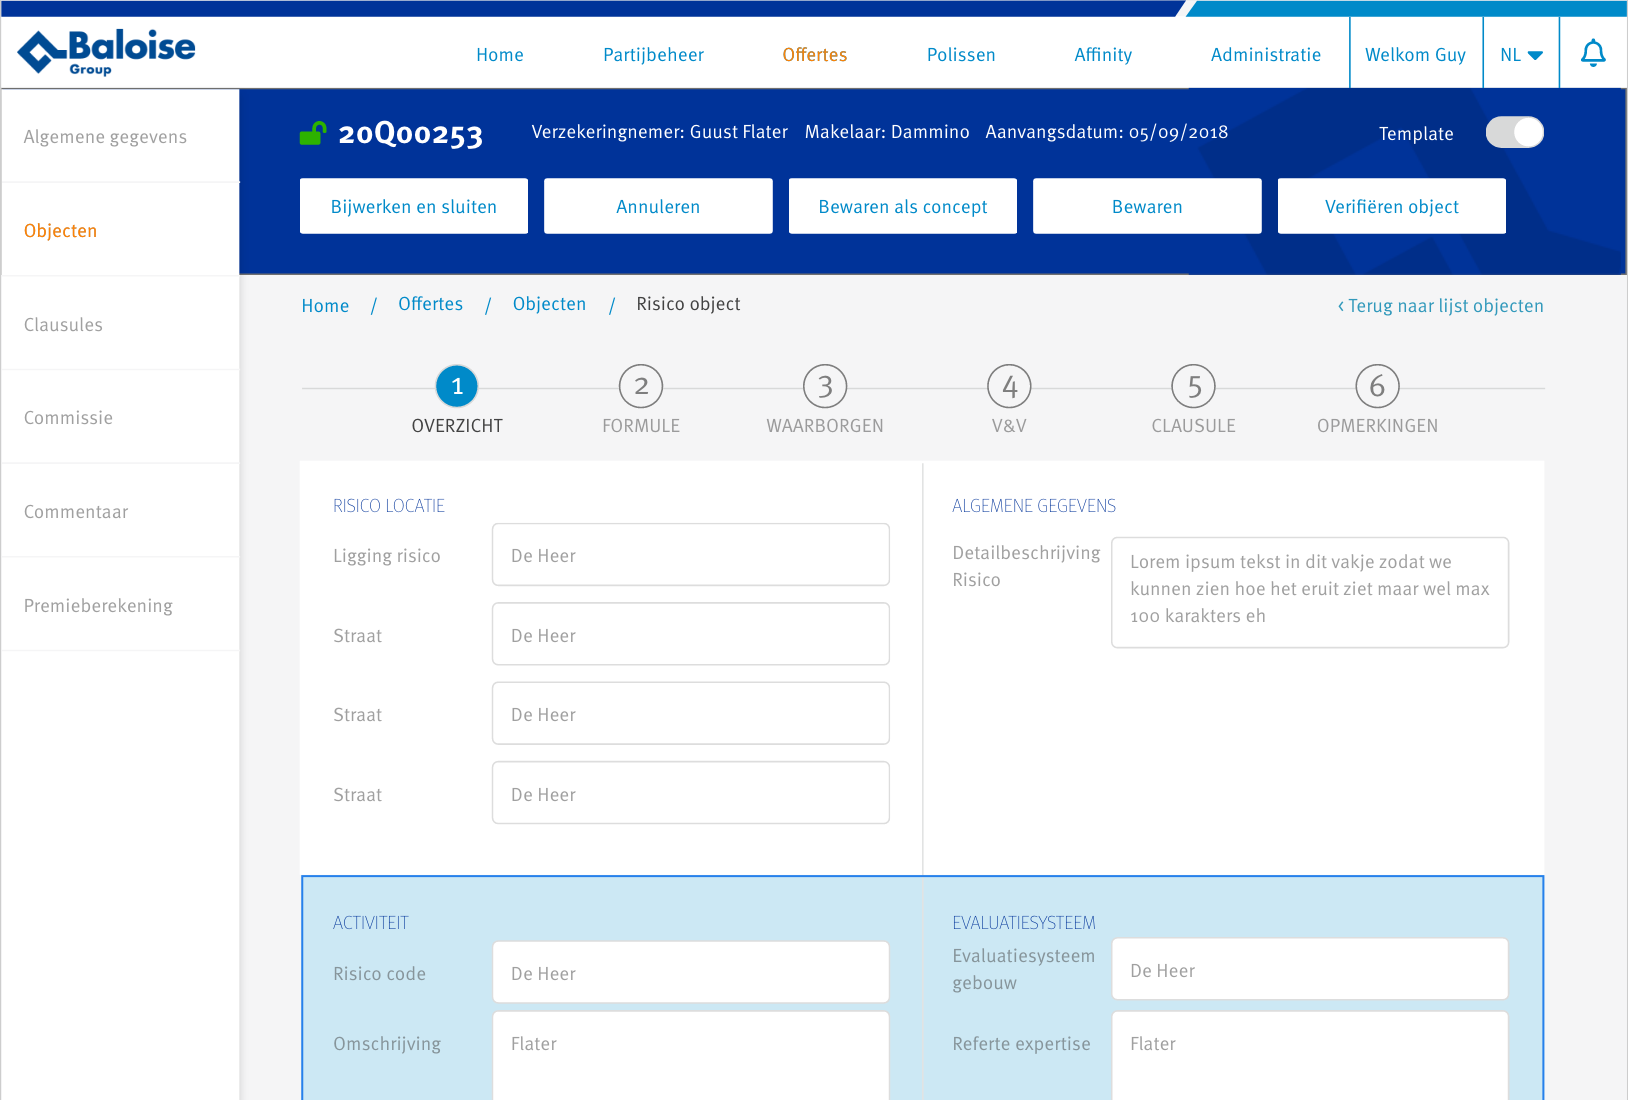 Baloise
Group
Home Partijbeheer Offertes Polissen Affinity Administratie Welkom Guy NL
Algemene gegevens
Objecten
Clausules
Commissie
Commentaar
Premieberekening
20Q00253 Verzekeringnemer: Guust Flater Makelaar: Dammino Aanvangsdatum: 05/09/2018 Template
Bijwerken en sluiten Annuleren Bewaren als concept Bewaren Verifiëren object
Home / Offertes / Objecten / Risico object ‹ Terug naar lijst objecten
1 2 3 4 5 6
OVERZICHT FORMULE WAARBORGEN V&V CLAUSULE OPMERKINGEN
RISICO LOCATIE
Ligging risico De Heer
Straat De Heer
Straat De Heer
Straat De Heer
ALGEMENE GEGEVENS
Detailbeschrijving
Risico
Lorem ipsum tekst in dit vakje zodat we
kunnen zien hoe het eruit ziet maar wel max
100 karakters eh
ACTIVITEIT
Risico code De Heer
Omschrijving Flater
EVALUATIESYSTEEM
Evaluatiesysteem
gebouw
De Heer
Referte expertise Flater